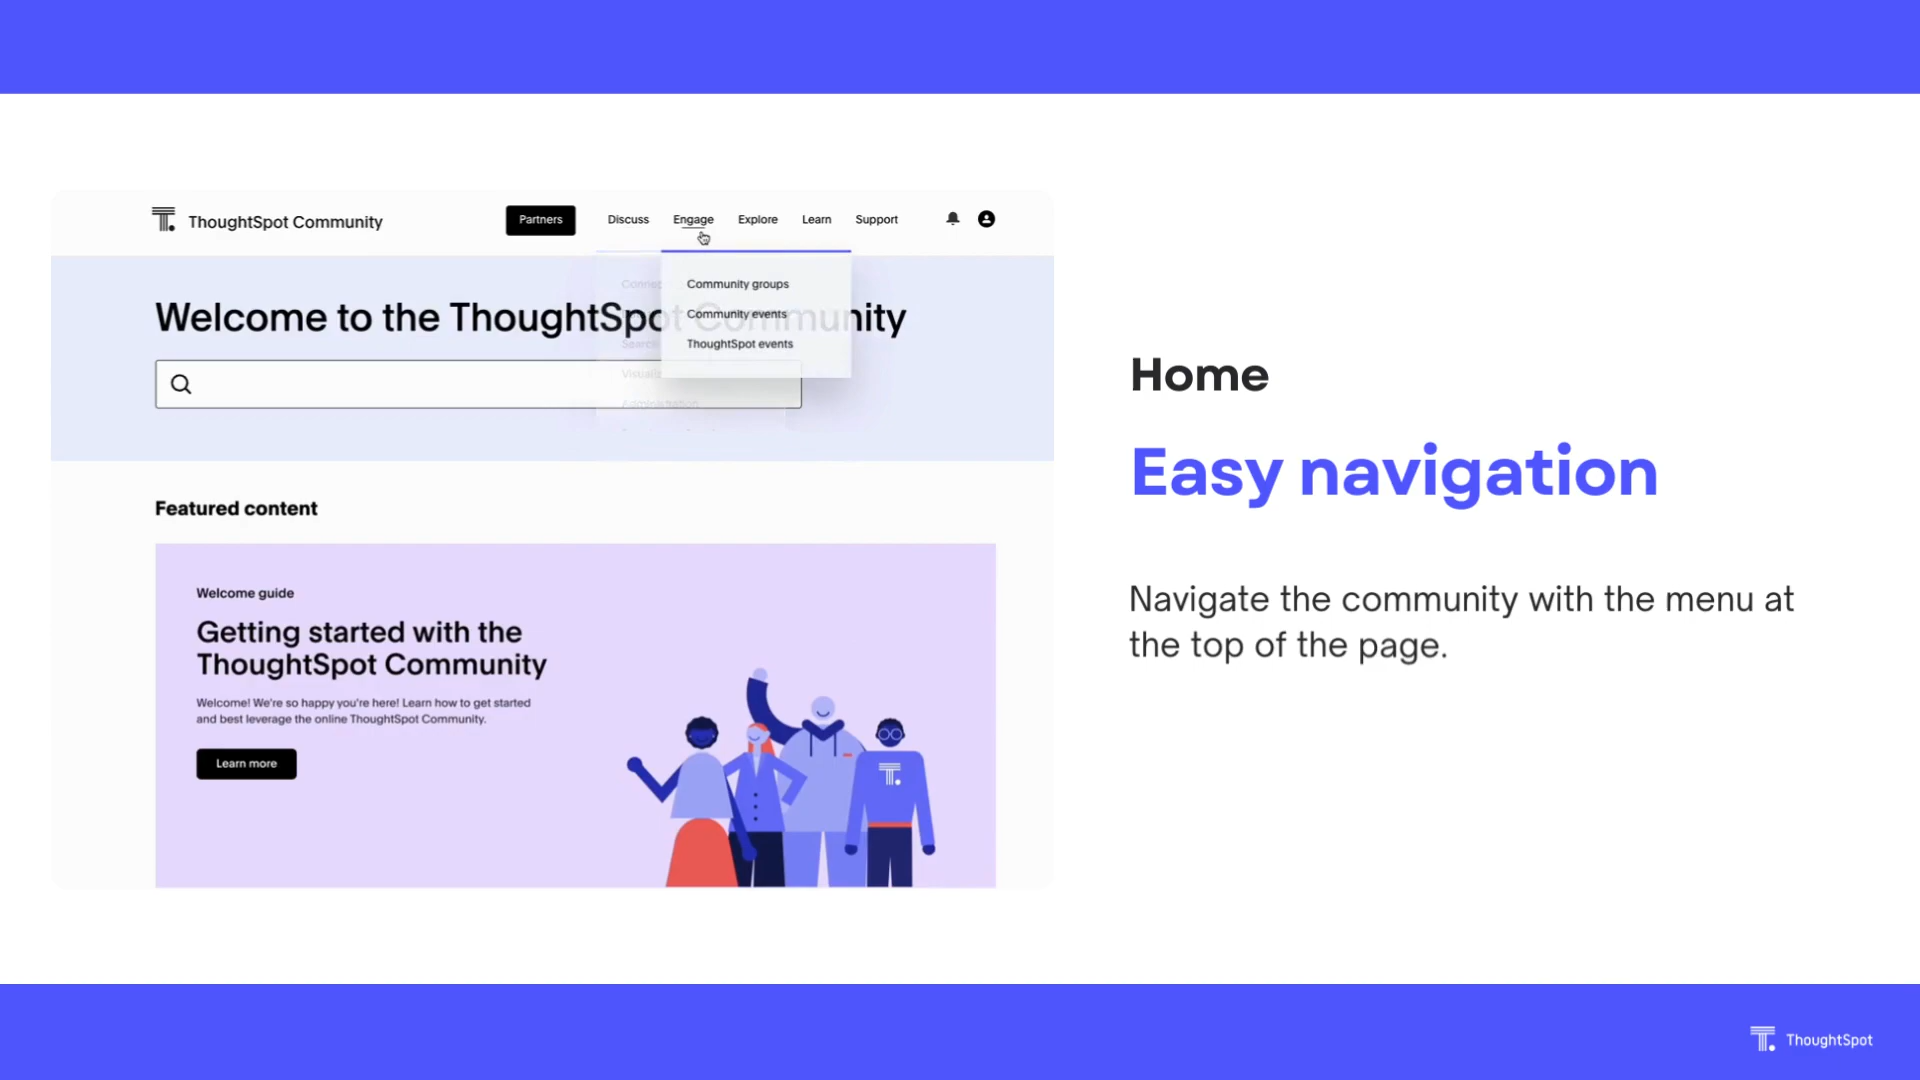 ThoughtSpot Community
Partners
Discuss
Engage
Explore
Learn
Support
Community groups
Community events
ThoughtSpot events
Welcome to the ThoughtSpot Community
Administration
Featured content
Welcome guide
Getting started with the
ThoughtSpot Community
Welcome! We're so happy you're here! Learn how to get started
and best leverage the online ThoughtSpot Community.
Learn more
Home
Easy navigation
Navigate the community with the menu at
the top of the page.
ThoughtSpot